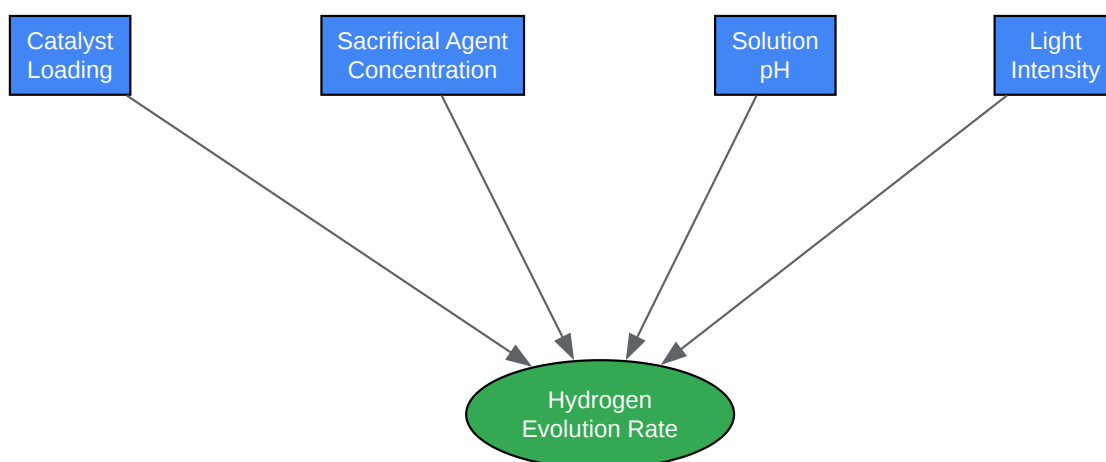 Catalyst
Loading
Sacrificial Agent
Concentration
Solution
pH
Light
Intensity
Hydrogen
Evolution Rate